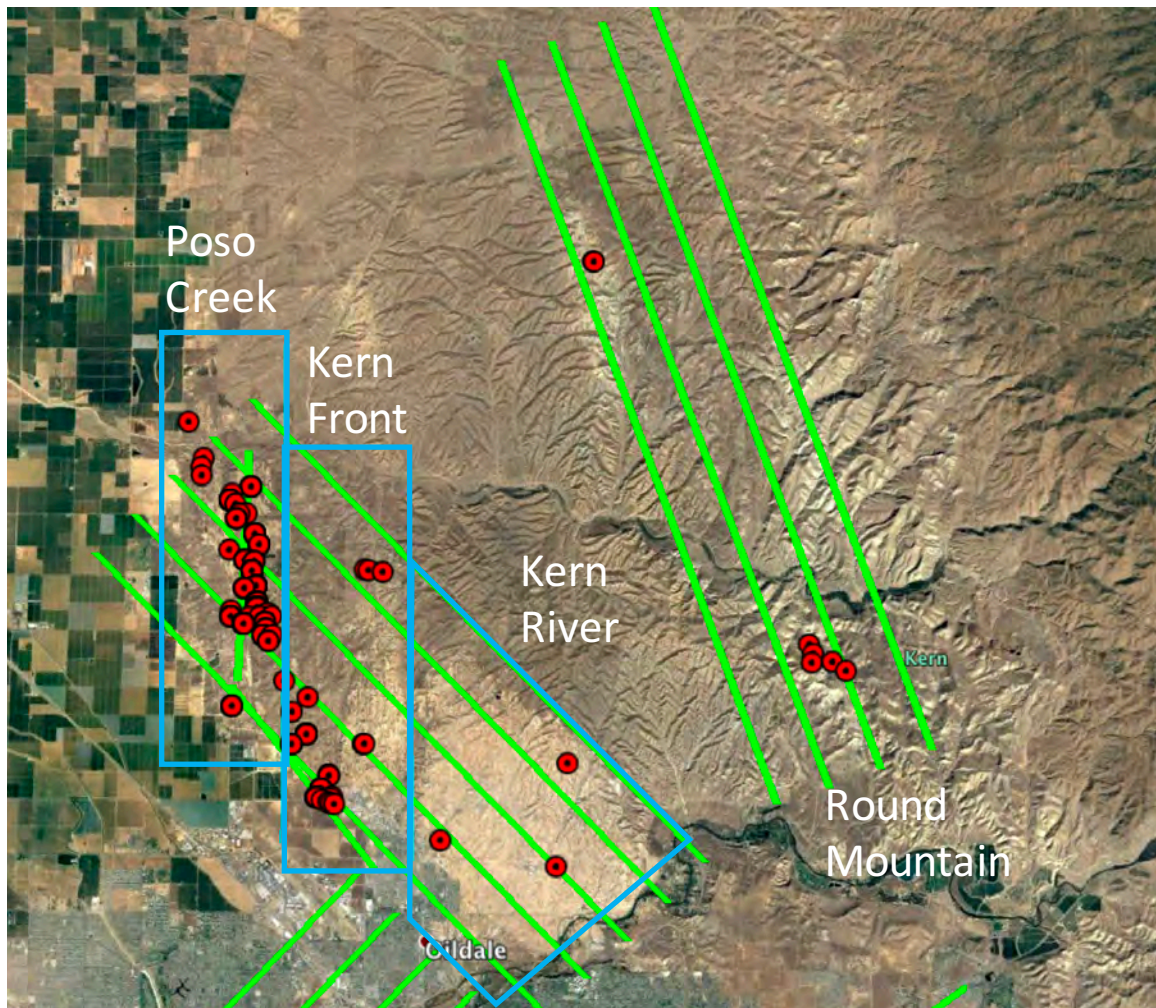 Poso
Creek
Kern
Front
Kern
River
Kern
Round
Mountain
Oildale